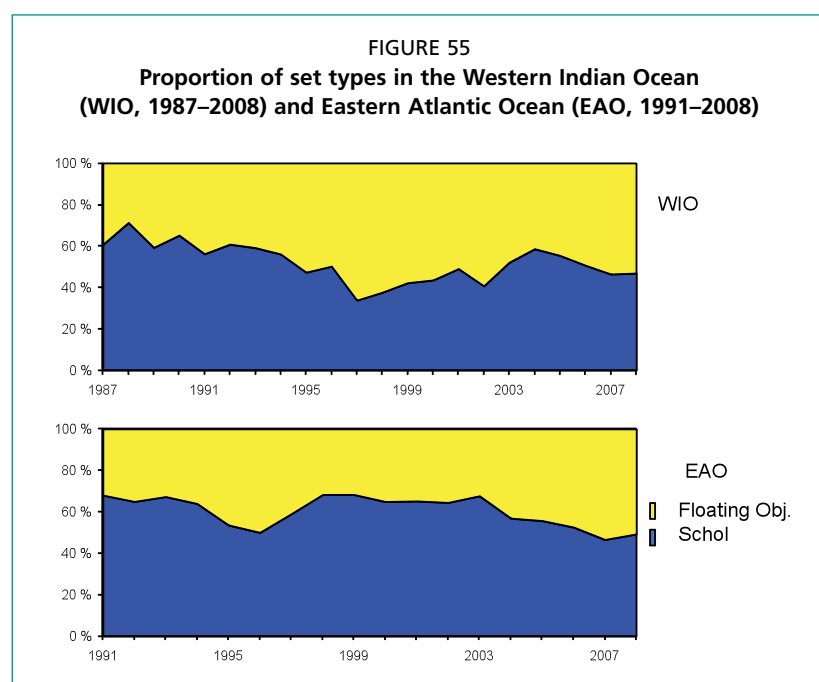 FIGURE 55
Proportion of set types in the Western Indian Ocean
(WIO, 1987–2008) and Eastern Atlantic Ocean (EAO, 1991–2008)
100 %
80 %
60 %
40 %
20 %
0 %
WIO
1987 1991 1995 1999 2003 2007
100 %
80 %
60 %
40 %
20 %
0 %
EAO
Floating Obj.
Schol
1991 1995 1999 2003 2007